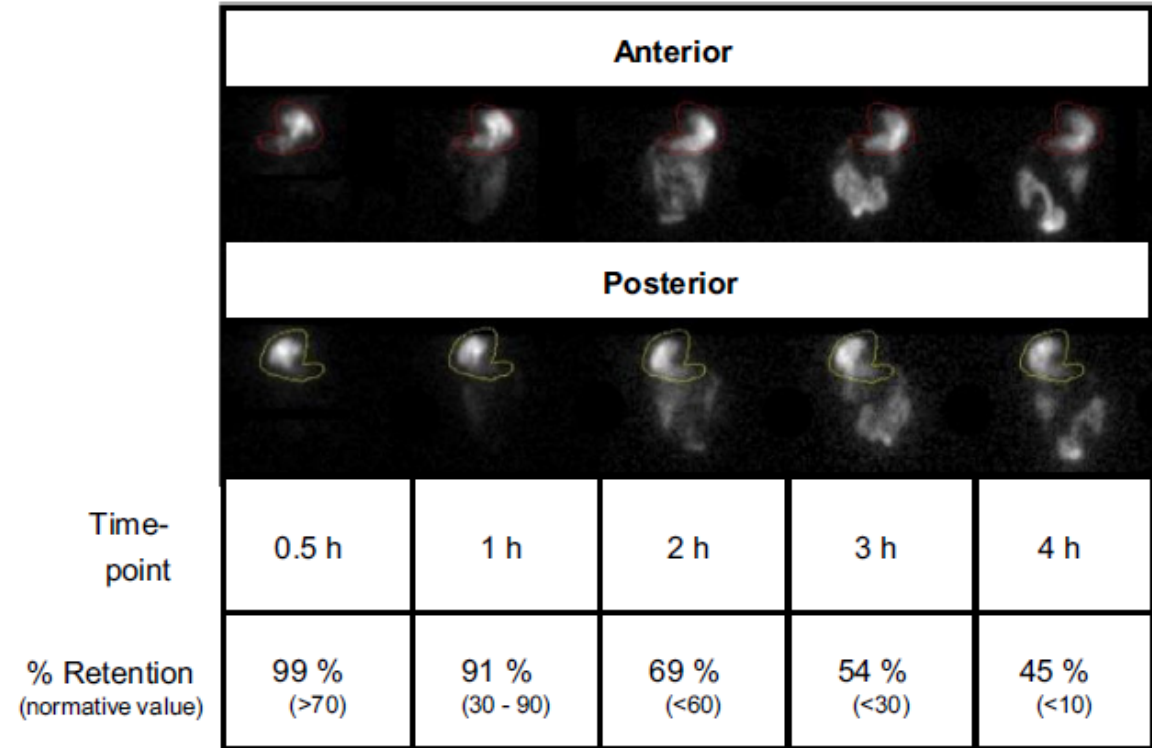 Anterior
Posterior
Time-
point
0.5 h
1 h
2 h
3 h
4 h
% Retention
(normative value)
99 %
(>70)
91 %
(30 - 90)
69 %
(<60)
54 %
(<30)
45 %
(<10)